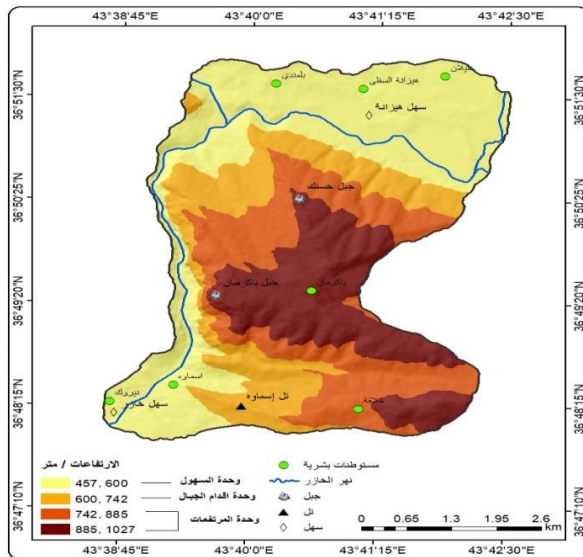 43°38'45"E 43°40'0"E 43°41'15"E 43°42'30"E
36°51'30"N
36°50'25"N
36°49'20"N
36°48'15"N
36°47'10"N
36°51'30"N
36°50'25"N
36°49'20"N
36°48'15"N
36°47'10"N
بلمندي
هيزانة السفلى
سهل هيزانة
جبل حسنك
جبل باكرمان
باكرمان
اسماوه
ديروك
سهل خازر
تل إسماوه
الارتفاعات / متر
457, 600
وحدة السهول
600, 742
وحدة اقدام الجبال
742, 885
885, 1027
وحدة المرتفعات
مستوطنات بشرية
نهر الخازر
جبل
تل
سهل
0 0.65 1.3 1.95 2.6
km
43°38'45"E 43°40'0"E 43°41'15"E 43°42'30"E